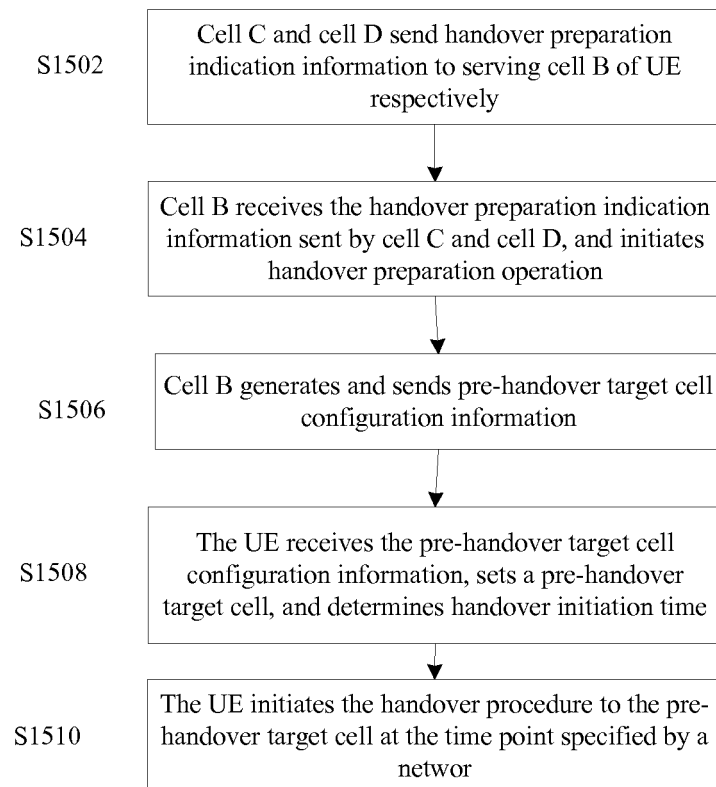 S1502
Cell C and cell D send handover preparation
indication information to serving cell B of UE
respectively
S1504
Cell B receives the handover preparation indication
information sent by cell C and cell D, and initiates
handover preparation operation
S1506
Cell B generates and sends pre-handover target cell
configuration information
S1508
The UE receives the pre-handover target cell
configuration information, sets a pre-handover
target cell, and determines handover initiation time
S1510
The UE initiates the handover procedure to the pre-
handover target cell at the time point specified by a
networ